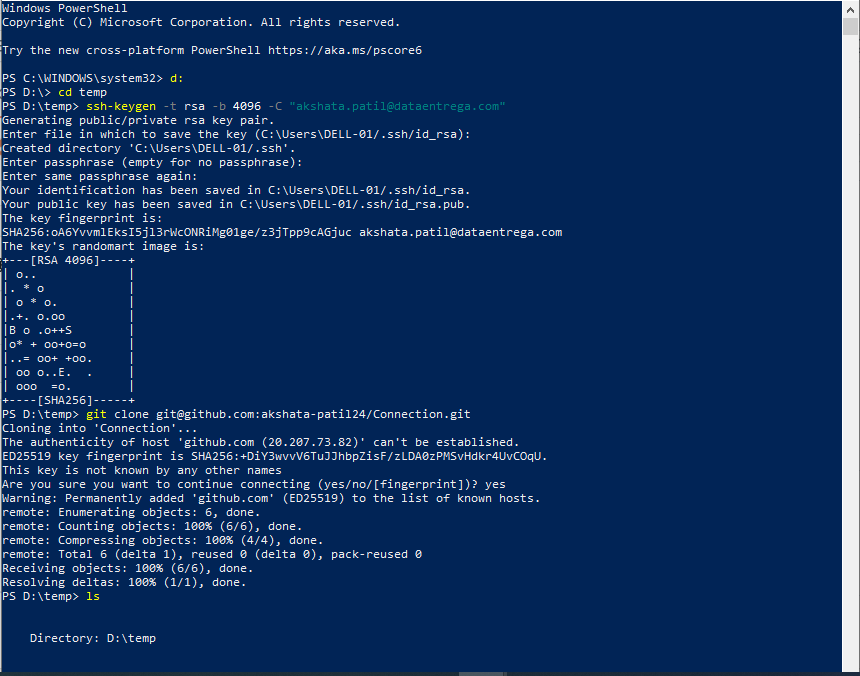 Windows PowerShell
Copyright (C) Microsoft Corporation. All rights reserved.
Try the new cross-platform PowerShell https://aka.ms/pscore6
PS C:\WINDOWS\system32> d:
PS D:\> cd temp
PS D:\temp> ssh-keygen -t rsa -b 4096 -C "akshata.patil@dataentrega.com"
Generating public/private rsa key pair.
Enter file in which to save the key (C:\Users\DELL-01/.ssh/id_rsa):
Created directory 'C:\Users\DELL-01/.ssh'.
Enter passphrase (empty for no passphrase):
Enter same passphrase again:
Your identification has been saved in C:\Users\DELL-01/.ssh/id_rsa.
Your public key has been saved in C:\Users\DELL-01/.ssh/id_rsa.pub.
The key fingerprint is:
SHA256:oA6YvvmlEksI5jl3rWcONRiMg01ge/z3jTpp9cAGjuc akshata.patil@dataentrega.com
The key's randomart image is:
+---[RSA 4096]----+
| o..             |
|. * o            |
| o * o.          |
|.+. o.oo         |
|B o .o++S        |
|o* + oo+o=o      |
|..= oo+ +oo.     |
| oo o..E.  .     |
| ooo  =o.        |
+----[SHA256]-----+
PS D:\temp> git clone git@github.com:akshata-patil24/Connection.git
Cloning into 'Connection'...
The authenticity of host 'github.com (20.207.73.82)' can't be established.
ED25519 key fingerprint is SHA256:+DiY3wvvV6TuJJhbpZisF/zLDA0zPMSvHdkr4UvCOqU.
This key is not known by any other names
Are you sure you want to continue connecting (yes/no/[fingerprint])? yes
Warning: Permanently added 'github.com' (ED25519) to the list of known hosts.
remote: Enumerating objects: 6, done.
remote: Counting objects: 100% (6/6), done.
remote: Compressing objects: 100% (4/4), done.
remote: Total 6 (delta 1), reused 0 (delta 0), pack-reused 0
Receiving objects: 100% (6/6), done.
Resolving deltas: 100% (1/1), done.
PS D:\temp> ls
Directory: D:\temp